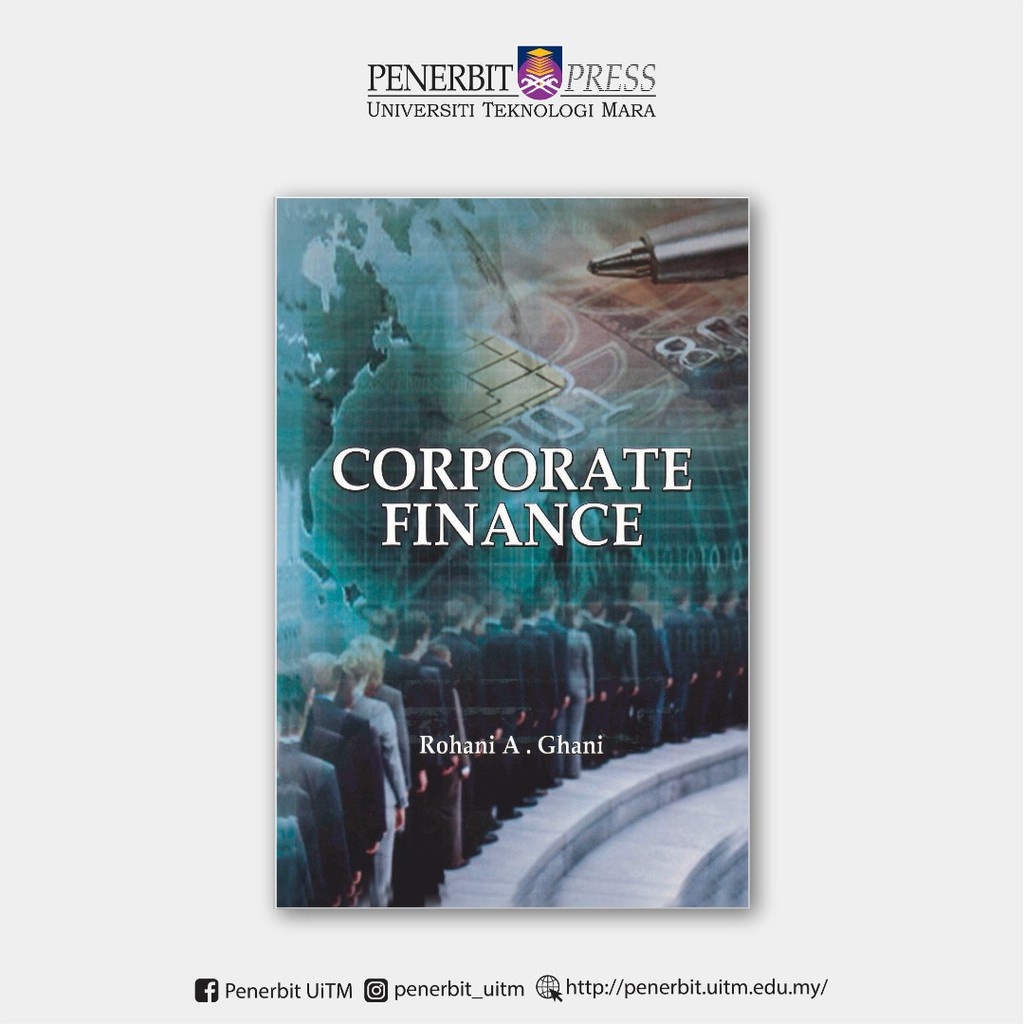 PENERBIT PRESS
UNIVERSITI TEKNOLOGI MARA
CORPORATE
FINANCE
Rohani A . Ghani
Penerbit UiTM penerbit_uitm http://penerbit.uitm.edu.my/